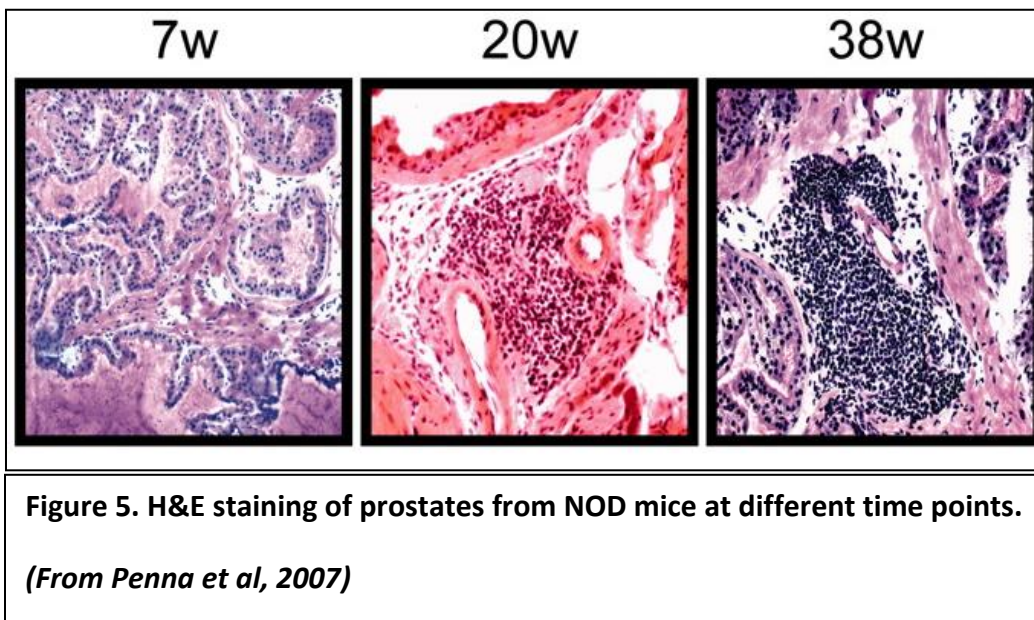 7w 20w 38w
Figure 5. H&E staining of prostates from NOD mice at different time points.
(From Penna et al, 2007)